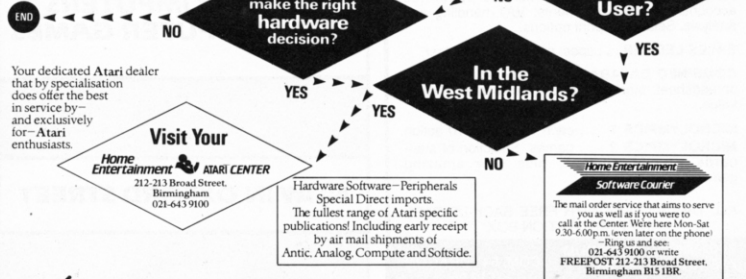 make the right
hardware
decision?
NO
User?
END
NO
YES
YES
YES
In the
West Midlands?
NO
Your dedicated Atari dealer
that by specialisation
does offer the best
in service by—
and exclusively
for—Atari
enthusiasts.
Visit Your
Home
Entertainment ATARI CENTER
212-213 Broad Street,
Birmingham
021-643 9100
Hardware Software—Peripherals
Special Direct imports.
The fullest range of Atari specific
publications! Including early receipt
by air mail shipments of
Antic, Analog, Compute and Softside.
Home Entertainment
Software Courier
The mail order service that aims to serve
you as well as if you were to
call at the Center. We're here Mon-Sat
9.30-6.00p.m. (even later on the phone)
—Ring us and see:
021-643 9100 or write
FREEPOST 212-213 Broad Street,
Birmingham B15 1BR.